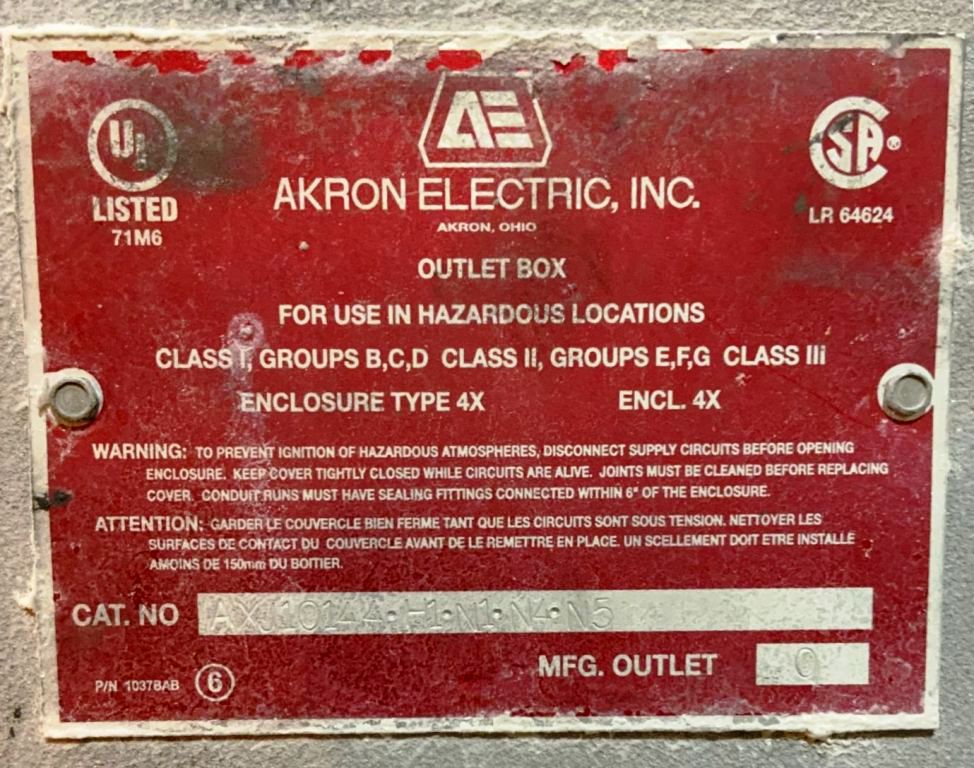 UL
AE
SA®
AKRON ELECTRIC, INC.
LISTED
71M6
AKRON, OHIO
LR 64624
OUTLET BOX
FOR USE IN HAZARDOUS LOCATIONS
CLASS I, GROUPS B,C,D CLASS II, GROUPS E,F,G CLASS III
ENCLOSURE TYPE 4X ENCL. 4X
WARNING: TO PREVENT IGNITION OF HAZARDOUS ATMOSPHERES, DISCONNECT SUPPLY CIRCUITS BEFORE OPENING
ENCLOSURE. KEEP COVER TIGHTLY CLOSED WHILE CIRCUITS ARE ALIVE. JOINTS MUST BE CLEANED BEFORE REPLACING
COVER. CONDUIT RUNS MUST HAVE SEALING FITTINGS CONNECTED WITHIN 6" OF THE ENCLOSURE.
ATTENTION: GARDER LE COUVERCLE BIEN FERME TANT QUE LES CIRCUITS SONT SOUS TENSION. NETTOYER LES
SURFACES DE CONTACT DU COUVERCLE AVANT DE LE REMETTRE EN PLACE. UN SCELLEMENT DOIT ETRE INSTALLE
AMOINS DE 150mm DU BOITIER.
CAT. NO AXJ10144•H1•N1•N4•N5
MFG. OUTLET 0
P/N 1037BAB 6